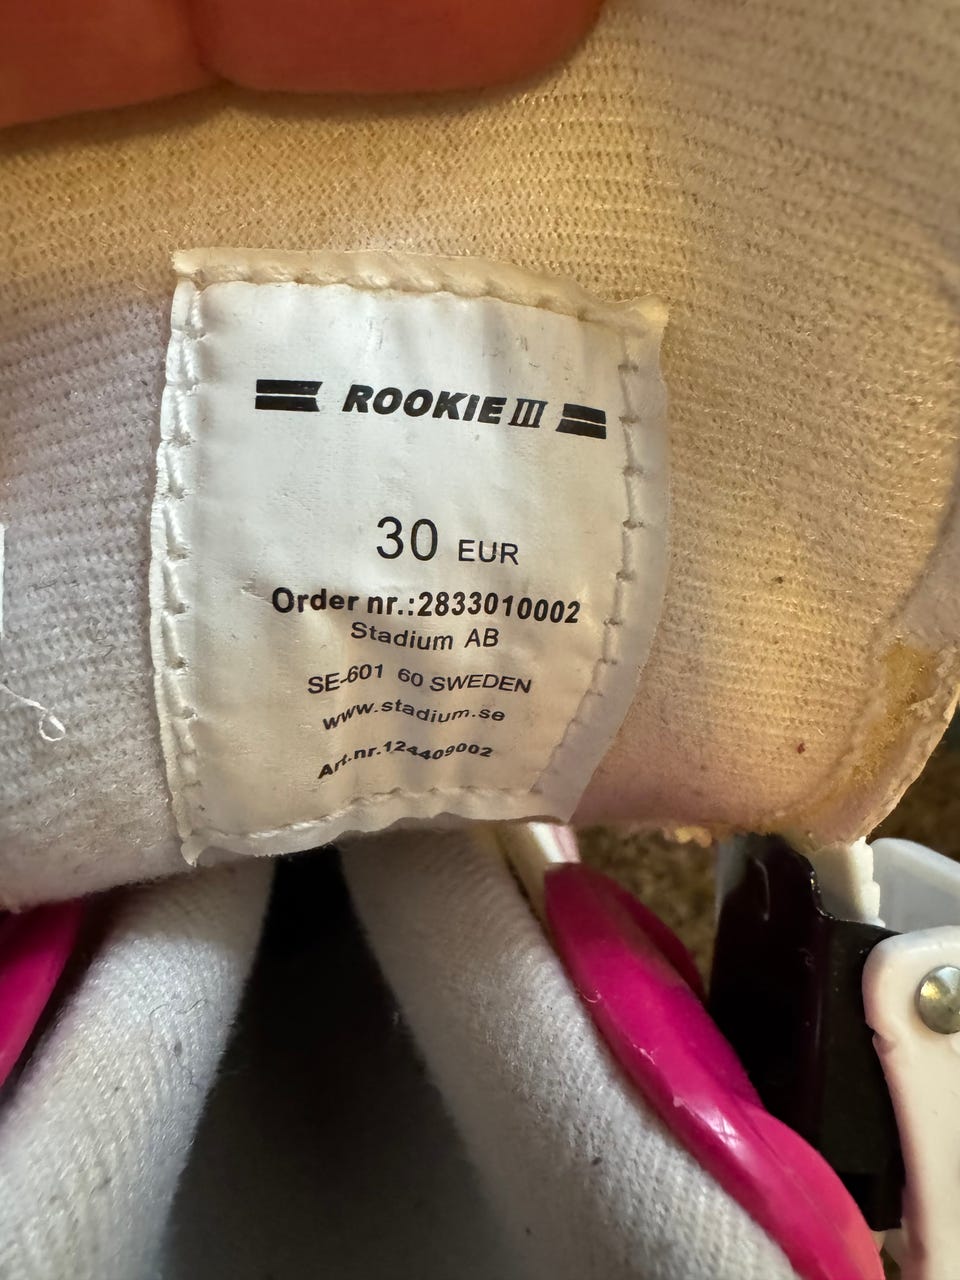 ROOKIE III
30 EUR
Order nr.:2833010002
Stadium AB
SE-601 60 SWEDEN
www.stadium.se
Art.nr.124409002